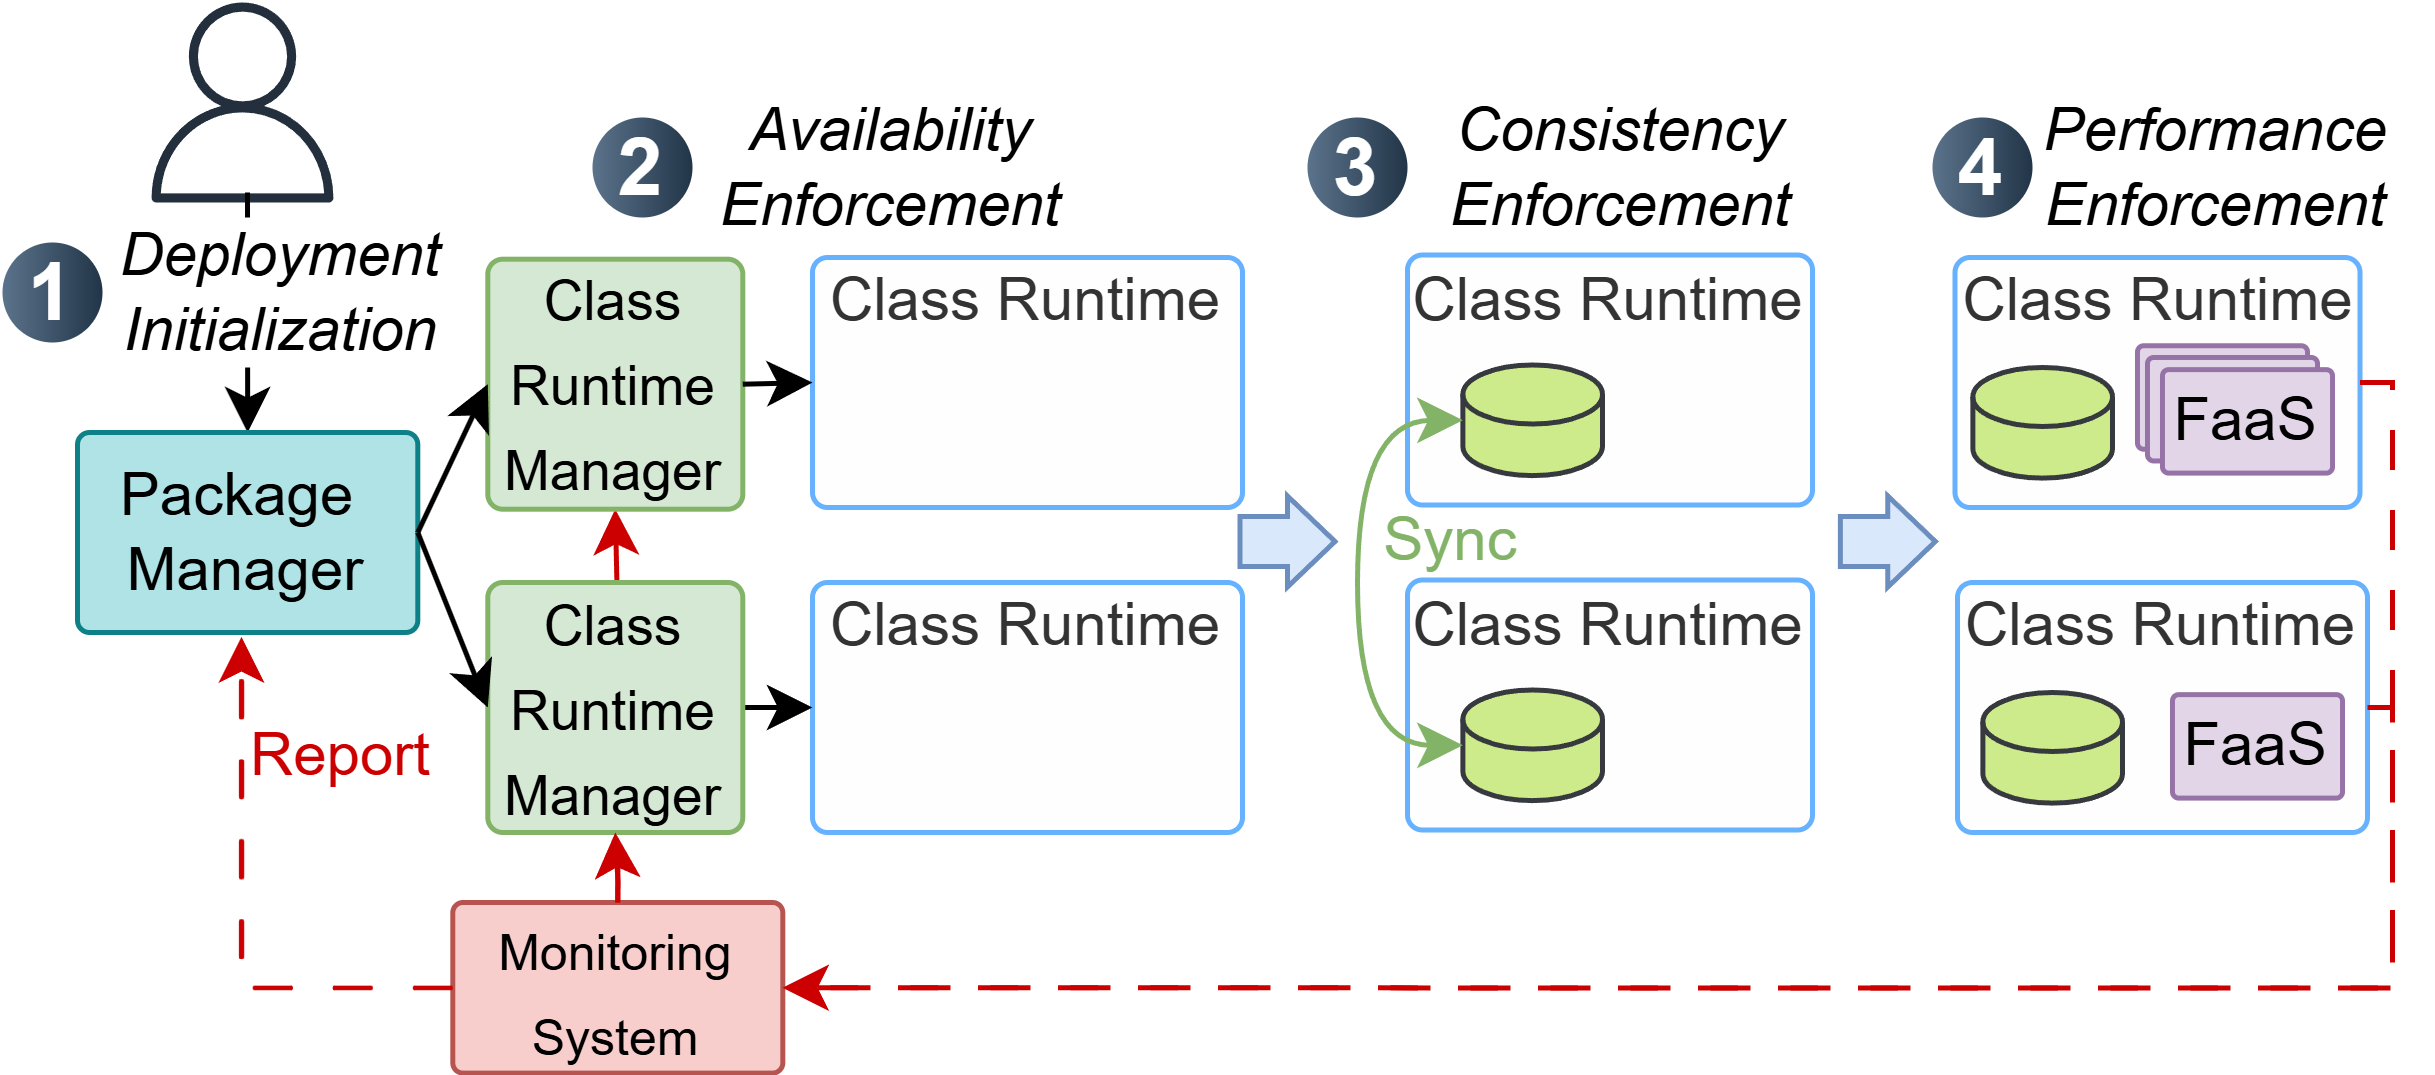 1
Deployment
Initialization
Package
Manager
Report
2
Availability
Enforcement
Class
Runtime
Manager
Class Runtime
Class
Runtime
Manager
Class Runtime
Monitoring
System
3
Consistency
Enforcement
Class Runtime
Sync
Class Runtime
4
Performance
Enforcement
Class Runtime
FaaS
Class Runtime
FaaS